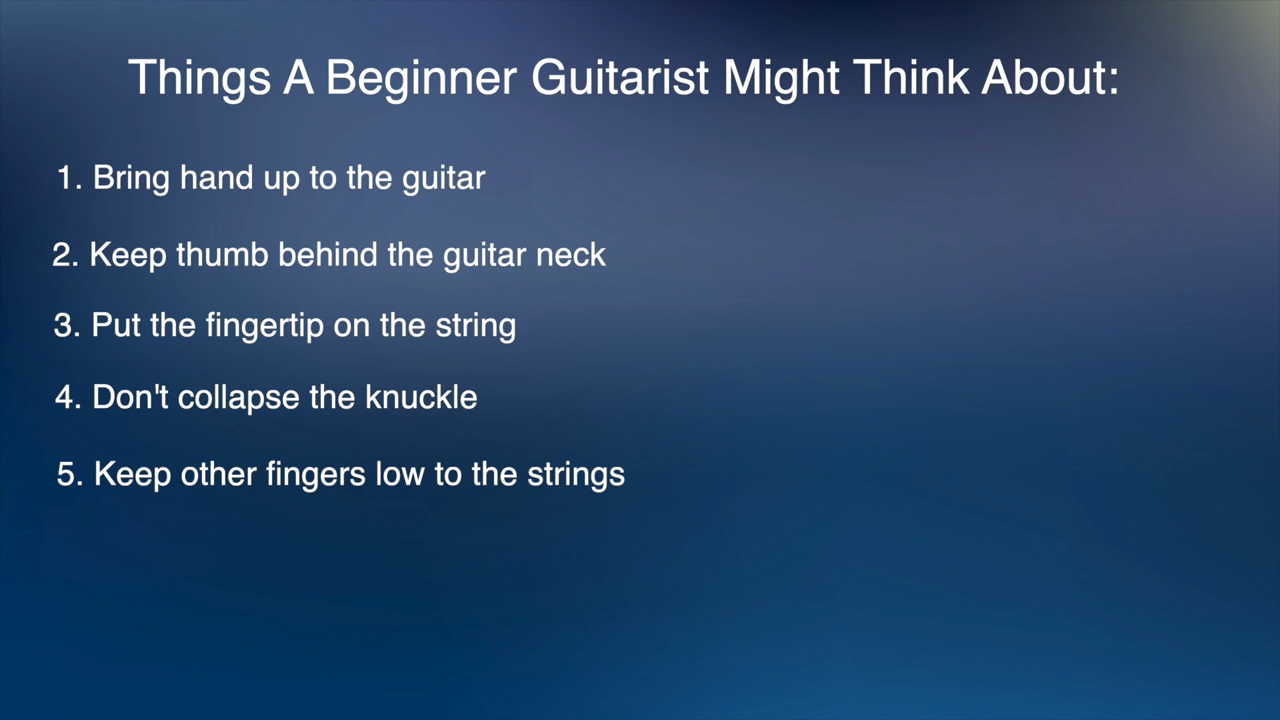 Things A Beginner Guitarist Might Think About:
1. Bring hand up to the guitar
2. Keep thumb behind the guitar neck
3. Put the fingertip on the string
4. Don't collapse the knuckle
5. Keep other fingers low to the strings